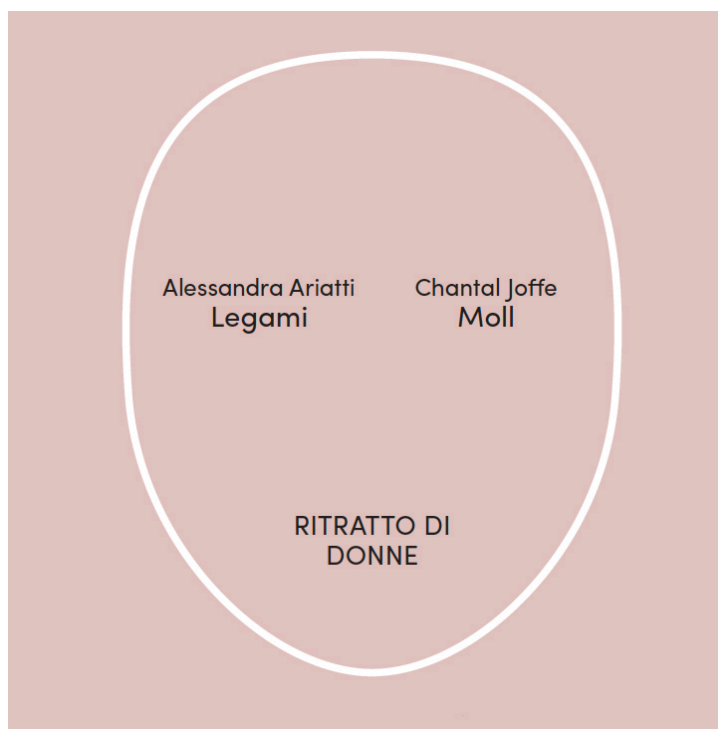 Alessandra Ariatti
Legami
Chantal Joffe
Moll
RITRATTO DI
DONNE